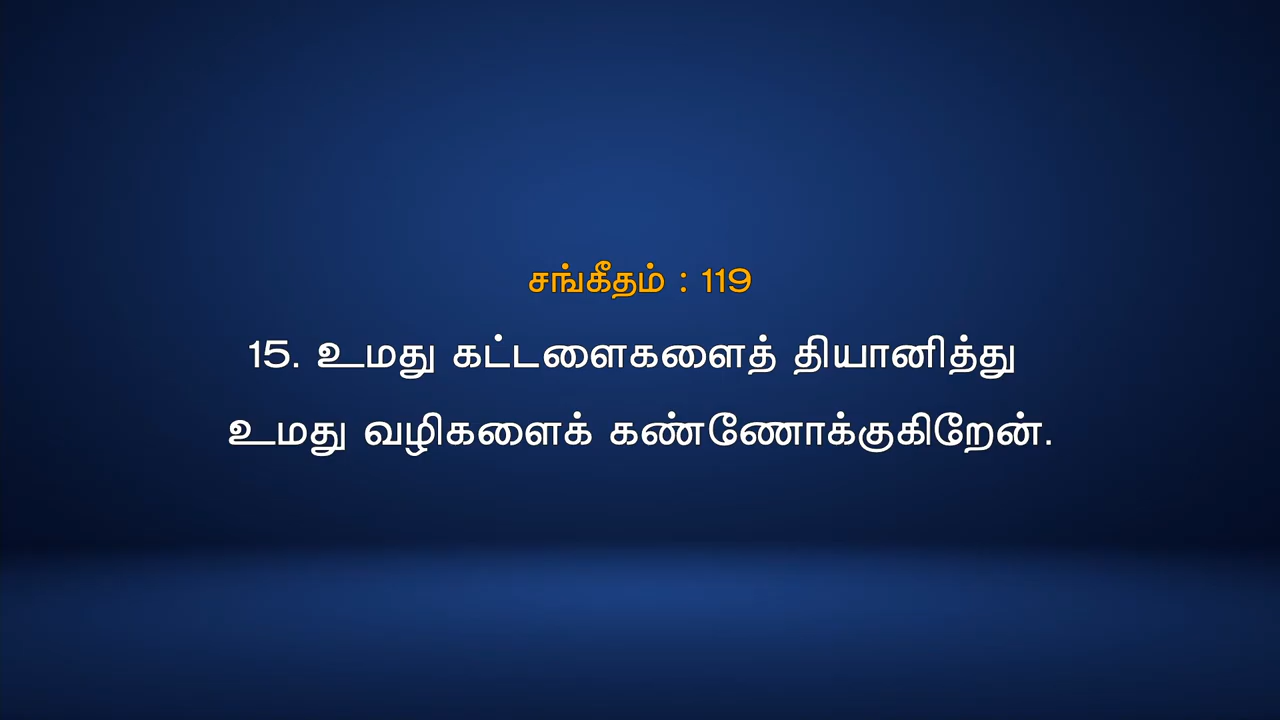 சங்கீதம் : 119
15. உமது கட்டளைகளைத் தியானித்து
உமது வழிகளைக் கண்ணோக்குகிறேன்.